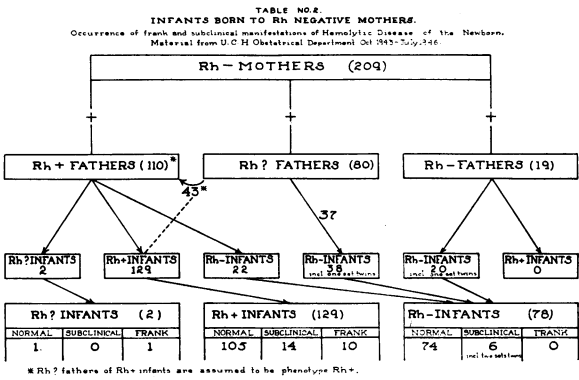 TABLE NO.2.
INFANTS BORN TO Rh NEGATIVE MOTHERS.
Occurrence of frank and subclinical manifestations of Hemolytic Disease of the Newborn.
Material from U.C.H Obstetrical Department Oct 1943-July, 1946.
Rh- MOTHERS (209)
+ + +
Rh+ FATHERS (110)* Rh? FATHERS (80) Rh- FATHERS (19)
43*
37
Rh? INFANTS Rh+INFANTS Rh-INFANTS Rh-INFANTS Rh-INFANTS Rh+INFANTS
2 129 22 38 20 0
incl one set twins incl one set twins
Rh? INFANTS (2) Rh+INFANTS (129) Rh-INFANTS (78)
NORMAL SUBCLINICAL FRANK NORMAL SUBCLINICAL FRANK NORMAL SUBCLINICAL FRANK
1. 0 1 105 14 10 74 6 0
incl two sets twins
* Rh? fathers of Rh+ infants are assumed to be phenotype Rh+.